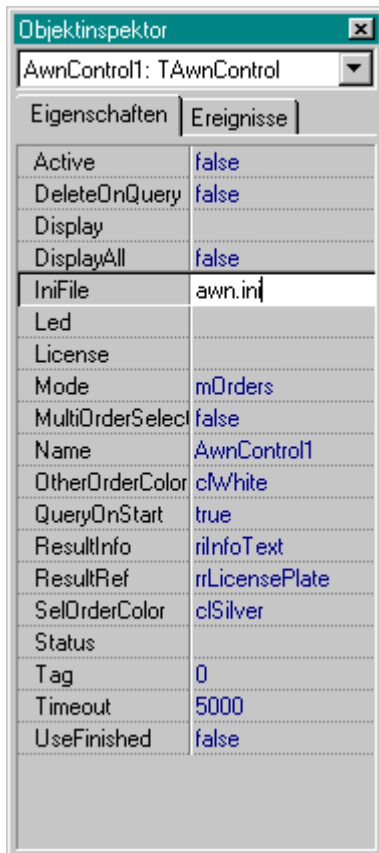 Objektinspektor
AwnControl1: TAwnControl
Eigenschaften Ereignisse
Active false
DeleteOnQuery false
Display
DisplayAll false
IniFile awn.ini
Led
License
Mode mOrders
MultiOrderSelect false
Name AwnControl1
OtherOrderColor clWhite
QueryOnStart true
ResultInfo riInfoText
ResultRef rrLicensePlate
SelOrderColor clSilver
Status
Tag 0
Timeout 5000
UseFinished false